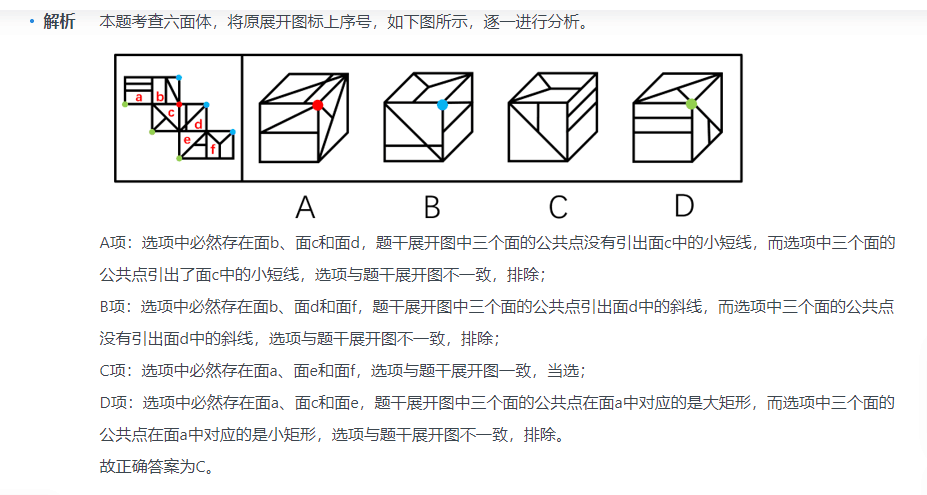 • 解析 本题考查六面体，将原展开图标上序号，如下图所示，逐一进行分析。
a b
c
d
e
f
A B C D
A项：选项中必然存在面b、面c和面d，题干展开图中三个面的公共点没有引出面c中的小短线，而选项中三个面的
公共点引出了面c中的小短线，选项与题干展开图不一致，排除；
B项：选项中必然存在面b、面d和面f，题干展开图中三个面的公共点引出面d中的斜线，而选项中三个面的公共点
没有引出面d中的斜线，选项与题干展开图不一致，排除；
C项：选项中必然存在面a、面e和面f，选项与题干展开图一致，当选；
D项：选项中必然存在面a、面c和面e，题干展开图中三个面的公共点在面a中对应的是大矩形，而选项中三个面的
公共点在面a中对应的是小矩形，选项与题干展开图不一致，排除。
故正确答案为C。